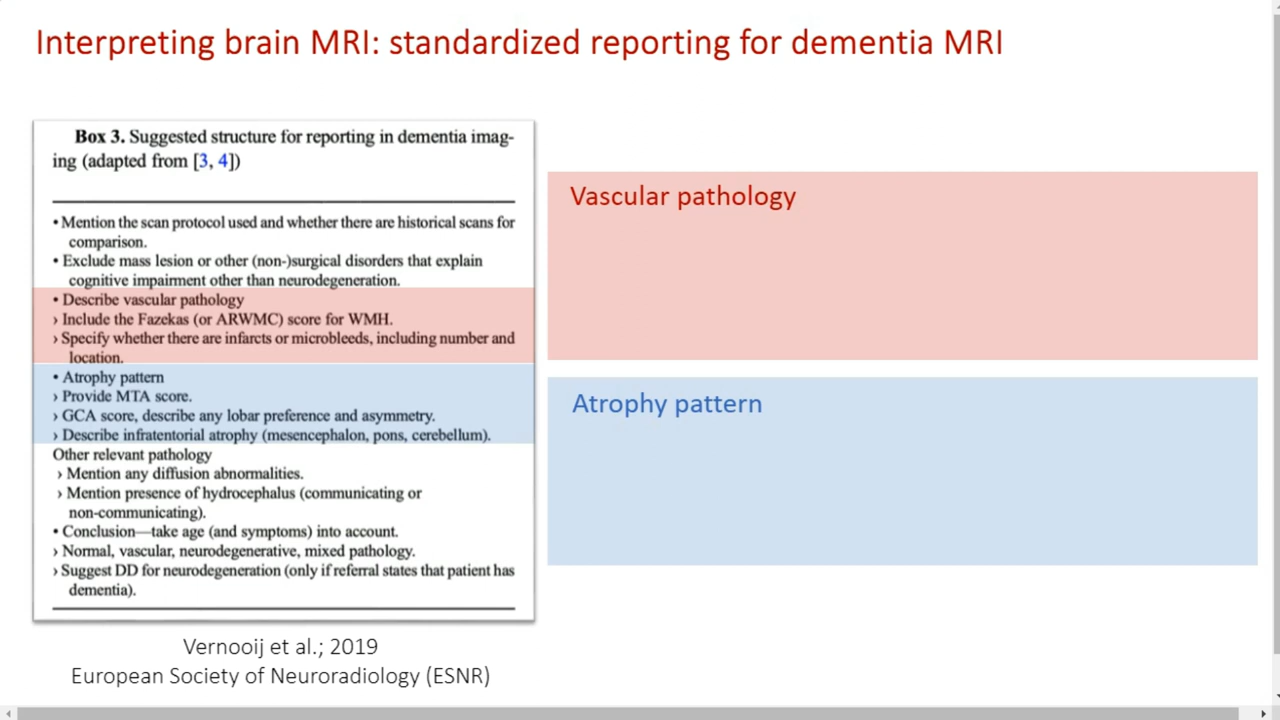 Interpreting brain MRI: standardized reporting for dementia MRI
Box 3. Suggested structure for reporting in dementia imag-
ing (adapted from [3, 4])
• Mention the scan protocol used and whether there are historical scans for
comparison.
• Exclude mass lesion or other (non-)surgical disorders that explain
cognitive impairment other than neurodegeneration.
• Describe vascular pathology
› Include the Fazekas (or ARWMC) score for WMH.
› Specify whether there are infarcts or microbleeds, including number and
location.
• Atrophy pattern
› Provide MTA score.
› GCA score, describe any lobar preference and asymmetry.
› Describe infratentorial atrophy (mesencephalon, pons, cerebellum).
Other relevant pathology
› Mention any diffusion abnormalities.
› Mention presence of hydrocephalus (communicating or
non-communicating).
• Conclusion—take age (and symptoms) into account.
› Normal, vascular, neurodegenerative, mixed pathology.
› Suggest DD for neurodegeneration (only if referral states that patient has
dementia).
Vernooij et al.; 2019
European Society of Neuroradiology (ESNR)
Vascular pathology
Atrophy pattern